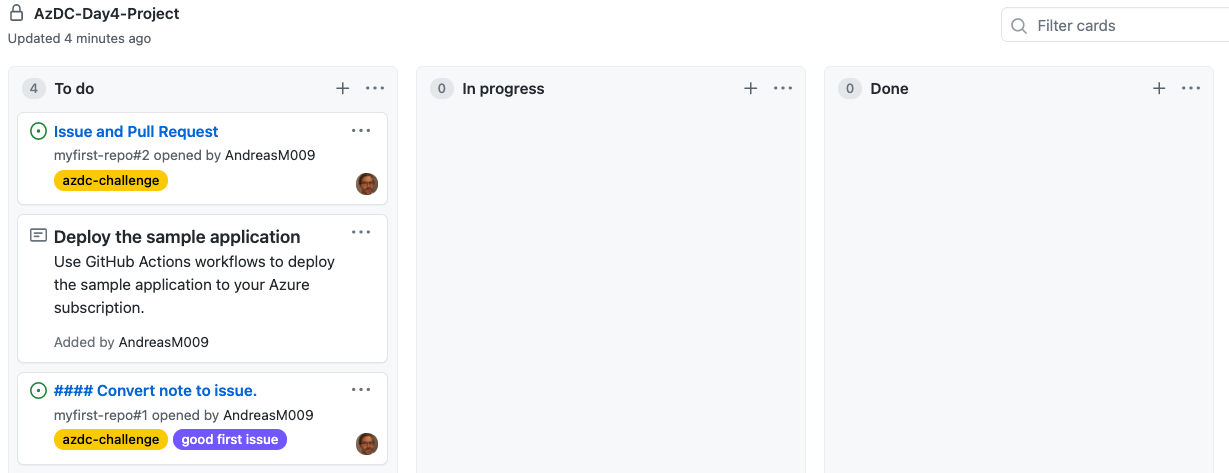 AzDC-Day4-Project
Updated 4 minutes ago
Filter cards
4 To do
Issue and Pull Request
myfirst-repo#2 opened by AndreasM009
azdc-challenge
Deploy the sample application
Use GitHub Actions workflows to deploy
the sample application to your Azure
subscription.
Added by AndreasM009
#### Convert note to issue.
myfirst-repo#1 opened by AndreasM009
azdc-challenge good first issue
0 In progress
0 Done